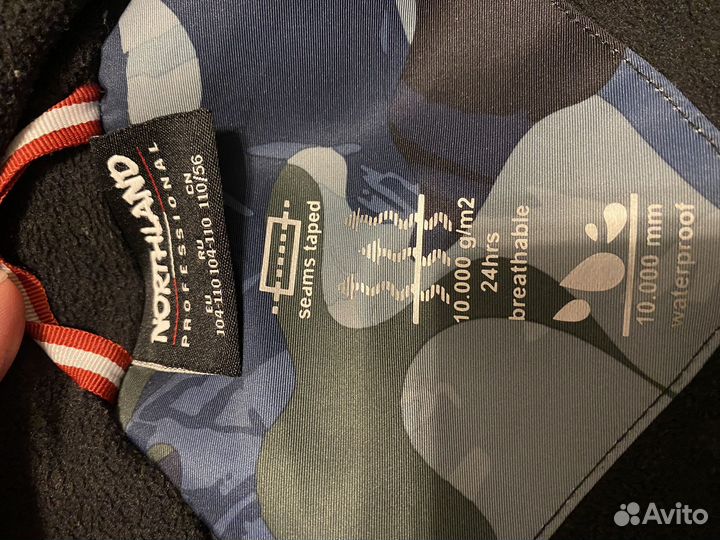 NORTHLAND
PROFESSIONAL
EU RU CN
104-110 104-110 110/56
seams taped
10.000 g/m2
24hrs
breathable
10.000 mm
waterproof
Avito